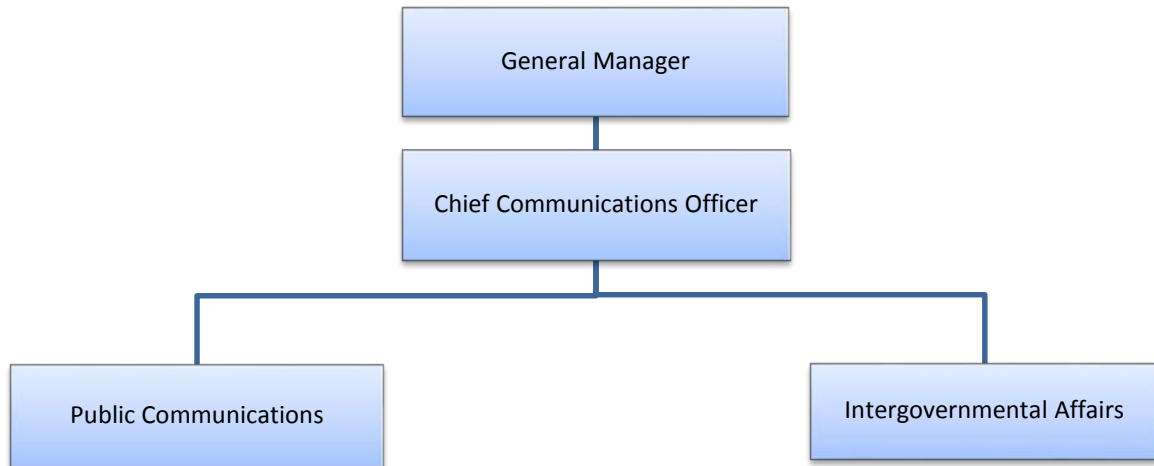 General Manager
Chief Communications Officer
Public Communications
Intergovernmental Affairs